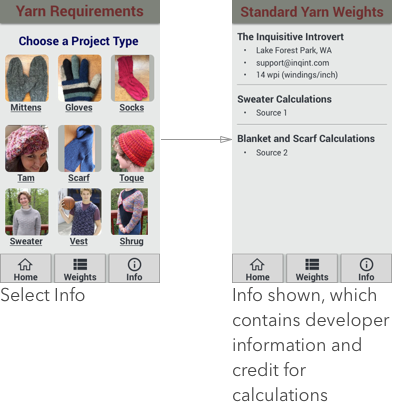 Yarn Requirements
Choose a Project Type
Mittens Gloves Socks
Tam Scarf Toque
Sweater Vest Shrug
Home Weights Info
Select Info
Standard Yarn Weights
The Inquisitive Introvert
• Lake Forest Park, WA
• support@inqint.com
• 14 wpi (windings/inch)
Sweater Calculations
• Source 1
Blanket and Scarf Calculations
• Source 2
Home Weights Info
Info shown, which
contains developer
information and
credit for
calculations